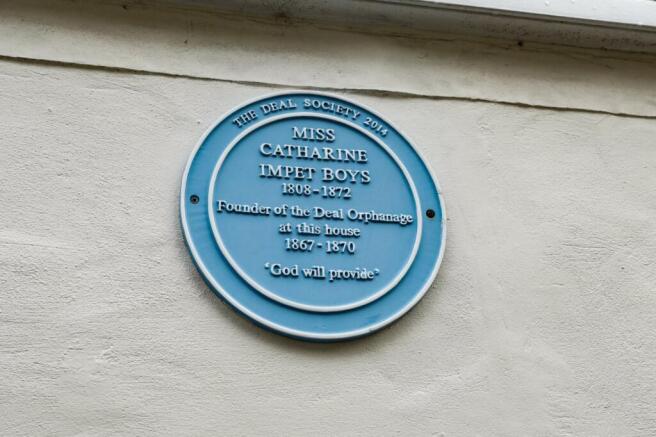 THE DEAL SOCIETY 2014
MISS
CATHARINE
IMPET BOYS
1808-1872
Founder of the Deal Orphanage
at this house
1867-1870
‘God will provide’